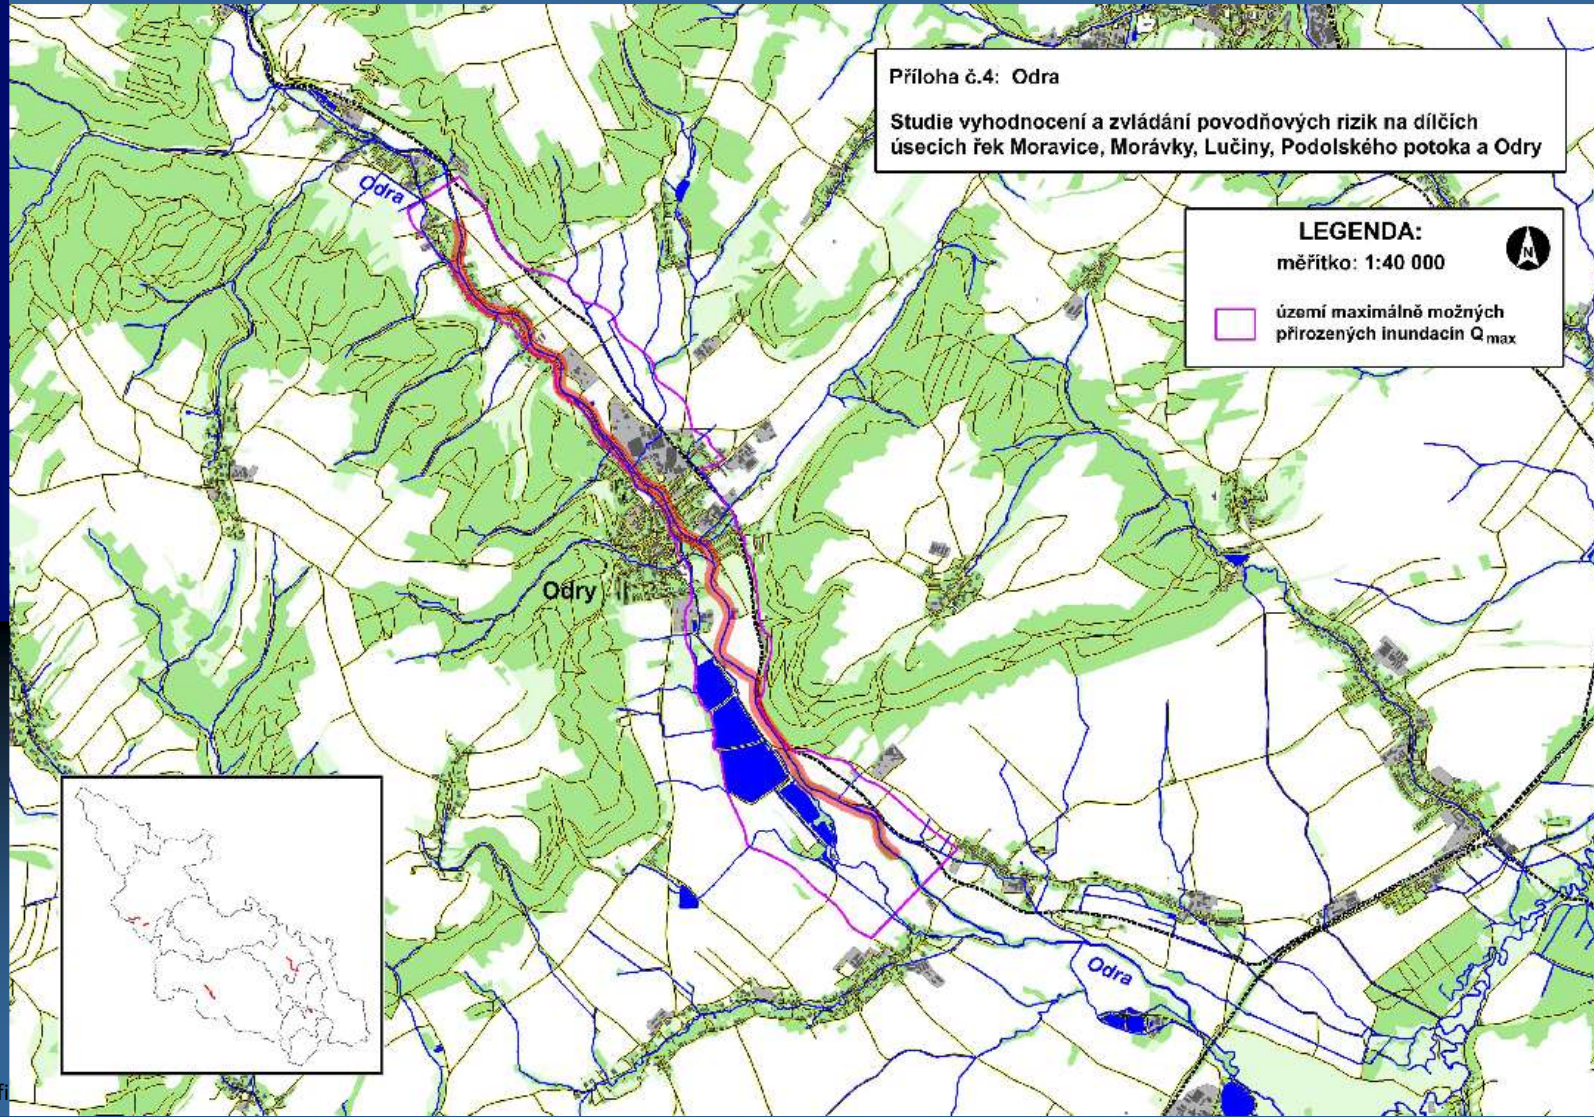 Příloha č.4: Odra
Studie vyhodnocení a zvládání povodňových rizik na dílčích
úsecích řek Moravice, Morávky, Lučiny, Podolského potoka a Odry
LEGENDA:
měřítko: 1:40 000
N
území maximálně možných
přirozených inundacín Qmax
Odra
Odry
Odra